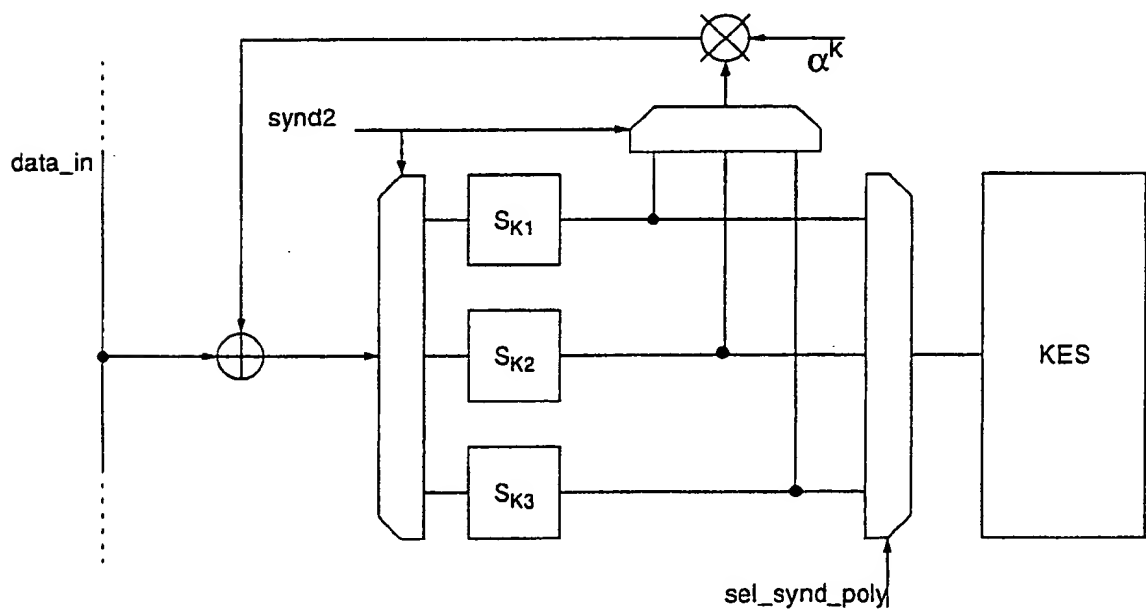 α^K
synd2
data_in
S_K1
S_K2
KES
S_K3
sel_synd_poly